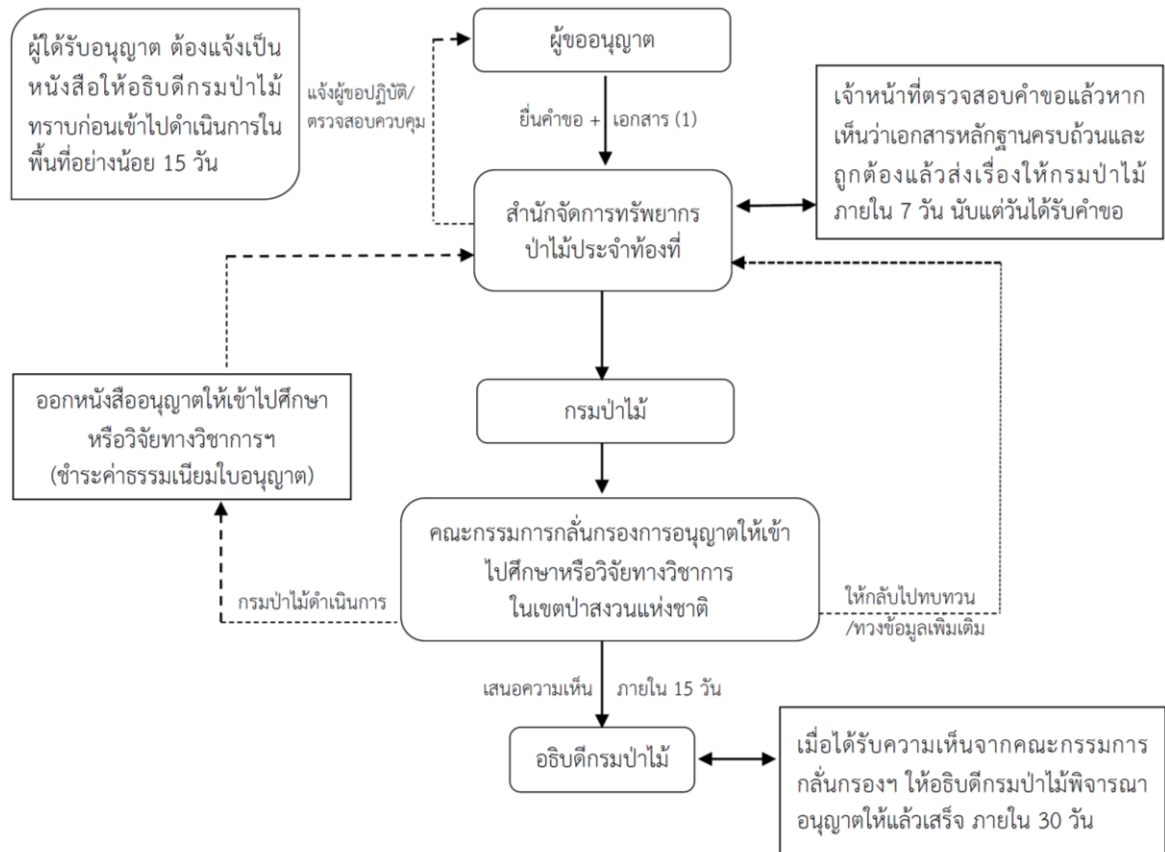 ผู้ขออนุญาต
ผู้ได้รับอนุญาต ต้องแจ้งเป็น
หนังสือให้อธิบดีกรมป่าไม้
ทราบก่อนเข้าไปดำเนินการใน
พื้นที่อย่างน้อย 15 วัน
แจ้งผู้ขอปฏิบัติ/
ตรวจสอบควบคุม
ยื่นคำขอ + เอกสาร (1)
เจ้าหน้าที่ตรวจสอบคำขอแล้วหาก
เห็นว่าเอกสารหลักฐานครบถ้วนและ
ถูกต้องแล้วส่งเรื่องให้กรมป่าไม้
ภายใน 7 วัน นับแต่วันได้รับคำขอ
สำนักจัดการทรัพยากร
ป่าไม้ประจำท้องที่
กรมป่าไม้
ออกหนังสืออนุญาตให้เข้าไปศึกษา
หรือวิจัยทางวิชาการฯ
(ชำระค่าธรรมเนียมใบอนุญาต)
คณะกรรมการกลั่นกรองการอนุญาตให้เข้า
ไปศึกษาหรือวิจัยทางวิชาการ
ในเขตป่าสงวนแห่งชาติ
กรมป่าไม้ดำเนินการ
ให้กลับไปทบทวน
/ทวงข้อมูลเพิ่มเติม
เสนอความเห็น ภายใน 15 วัน
อธิบดีกรมป่าไม้
เมื่อได้รับความเห็นจากคณะกรรมการ
กลั่นกรองฯ ให้อธิบดีกรมป่าไม้พิจารณา
อนุญาตให้แล้วเสร็จ ภายใน 30 วัน